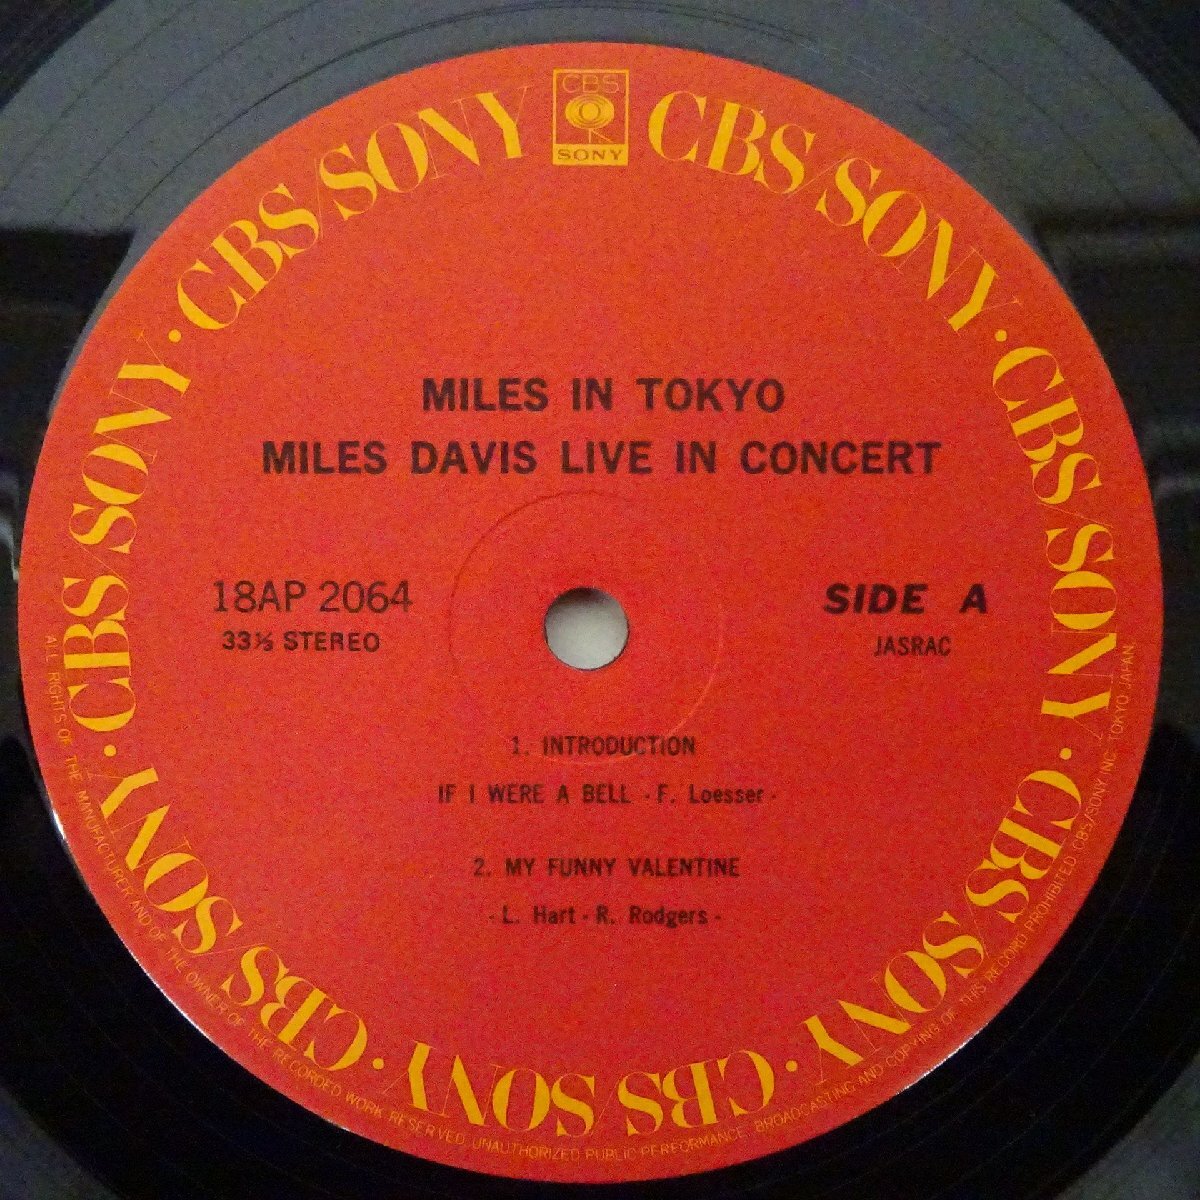 CBS
SONY
CBS/SONY · CBS/SONY · CBS/SONY · CBS/SONY · CBS/SONY · CBS/SONY · CBS/SONY
MILES IN TOKYO
MILES DAVIS LIVE IN CONCERT
18AP 2064
33⅓ STEREO
SIDE A
JASRAC
1. INTRODUCTION
IF I WERE A BELL - F. Loesser -
2. MY FUNNY VALENTINE
- L. Hart - R. Rodgers -
ALL RIGHTS OF THE MANUFACTURER AND OF THE OWNER OF THE RECORDED WORK RESERVED UNAUTHORIZED PUBLIC PERFORMANCE, BROADCASTING AND COPYING OF THIS RECORD PROHIBITED CBS/SONY INC. TOKYO JAPAN